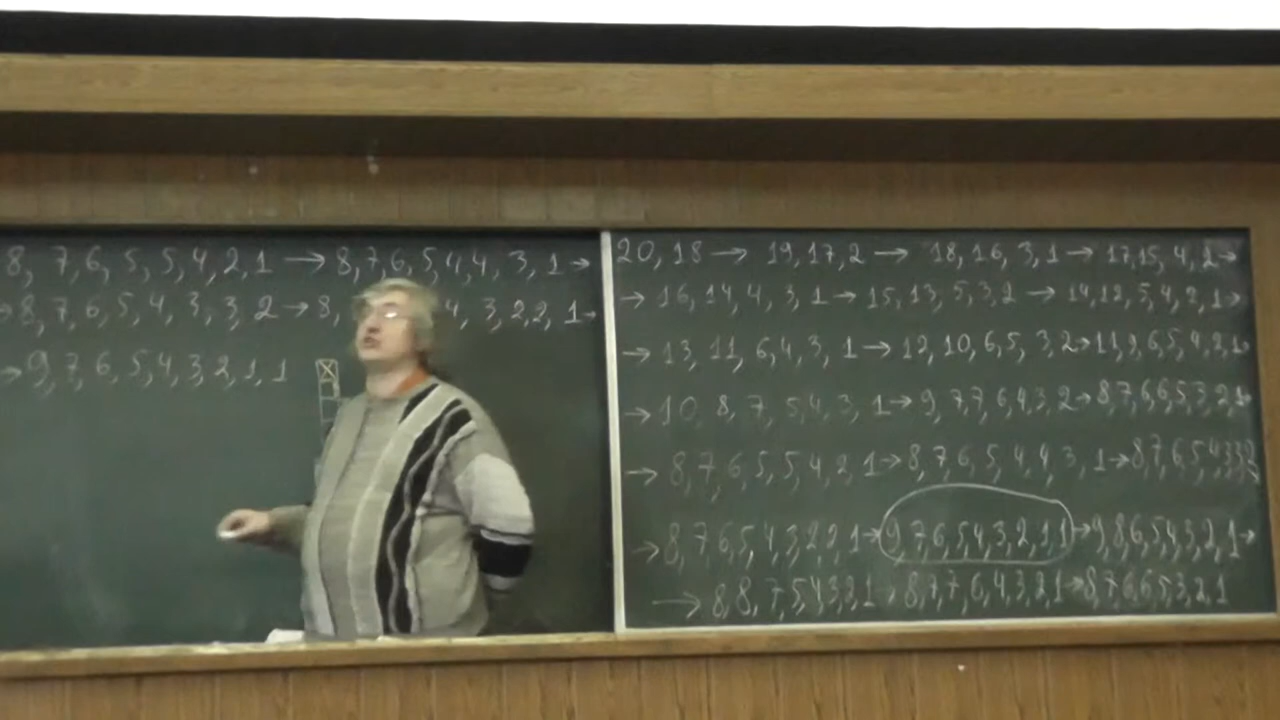 8, 7, 6, 5, 5, 4, 2, 1 → 8, 7, 6, 5, 4, 4, 3, 1 →
→ 8, 7, 6, 5, 4, 3, 3, 2 → 8, 4, 3, 2, 2, 1 →
→ 9, 7, 6, 5, 4, 3, 2, 1, 1
20, 18 → 19, 17, 2 → 18, 16, 3, 1 → 17, 15, 4, 2 →
→ 16, 14, 4, 3, 1 → 15, 13, 5, 3, 2 → 14, 12, 5, 4, 2, 1 →
→ 13, 11, 6, 4, 3, 1 → 12, 10, 6, 5, 3, 2 → 11, 9, 6, 5, 4, 2, 1 →
→ 10, 8, 7, 5, 4, 3, 1 → 9, 7, 7, 6, 4, 3, 2 → 8, 7, 6, 6, 5, 3, 2, 1 →
→ 8, 7, 6, 5, 5, 4, 2, 1 → 8, 7, 6, 5, 4, 4, 3, 1 → 8, 7, 6, 5, 4, 3, 3, 2
→ 8, 7, 6, 5, 4, 3, 2, 2, 1 → 9, 7, 6, 5, 4, 3, 2, 1, 1 → 9, 8, 6, 5, 4, 3, 2, 1 →
→ 8, 8, 7, 5, 4, 3, 2, 1 → 8, 7, 7, 6, 4, 3, 2, 1 → 8, 7, 6, 6, 5, 3, 2, 1